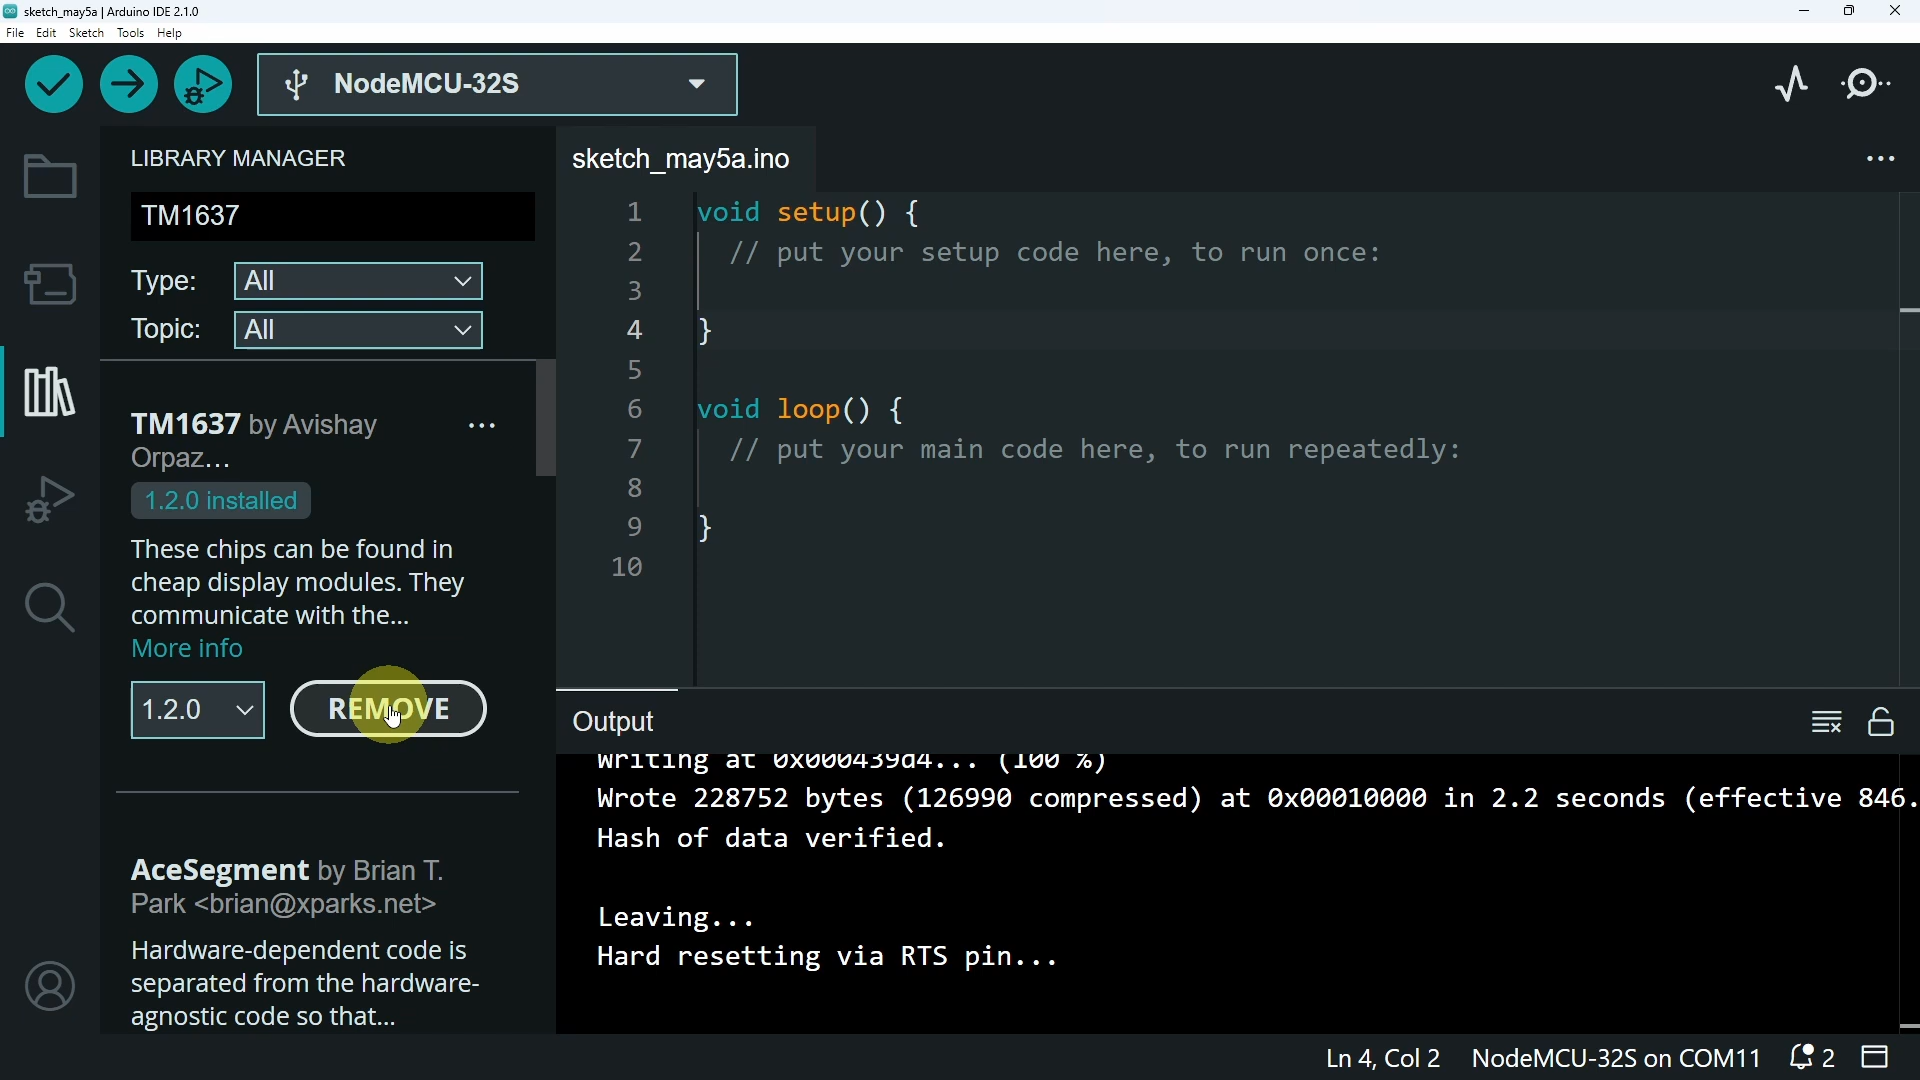 sketch_may5a | Arduino IDE 2.1.0
File Edit Sketch Tools Help
NodeMCU-32S
LIBRARY MANAGER
TM1637
Type: All
Topic: All
TM1637 by Avishay
Orpaz...
1.2.0 installed
These chips can be found in
cheap display modules. They
communicate with the...
More info
1.2.0 REMOVE
AceSegment by Brian T.
Park <brian@xparks.net>
Hardware-dependent code is
separated from the hardware-
agnostic code so that...
sketch_may5a.ino
1 void setup() {
2 // put your setup code here, to run once:
3
4 }
5
6 void loop() {
7 // put your main code here, to run repeatedly:
8
9 }
10
Output
Writing at 0x000439d4... (100 %)
Wrote 228752 bytes (126990 compressed) at 0x00010000 in 2.2 seconds (effective 846.
Hash of data verified.
Leaving...
Hard resetting via RTS pin...
Ln 4, Col 2 NodeMCU-32S on COM11 2